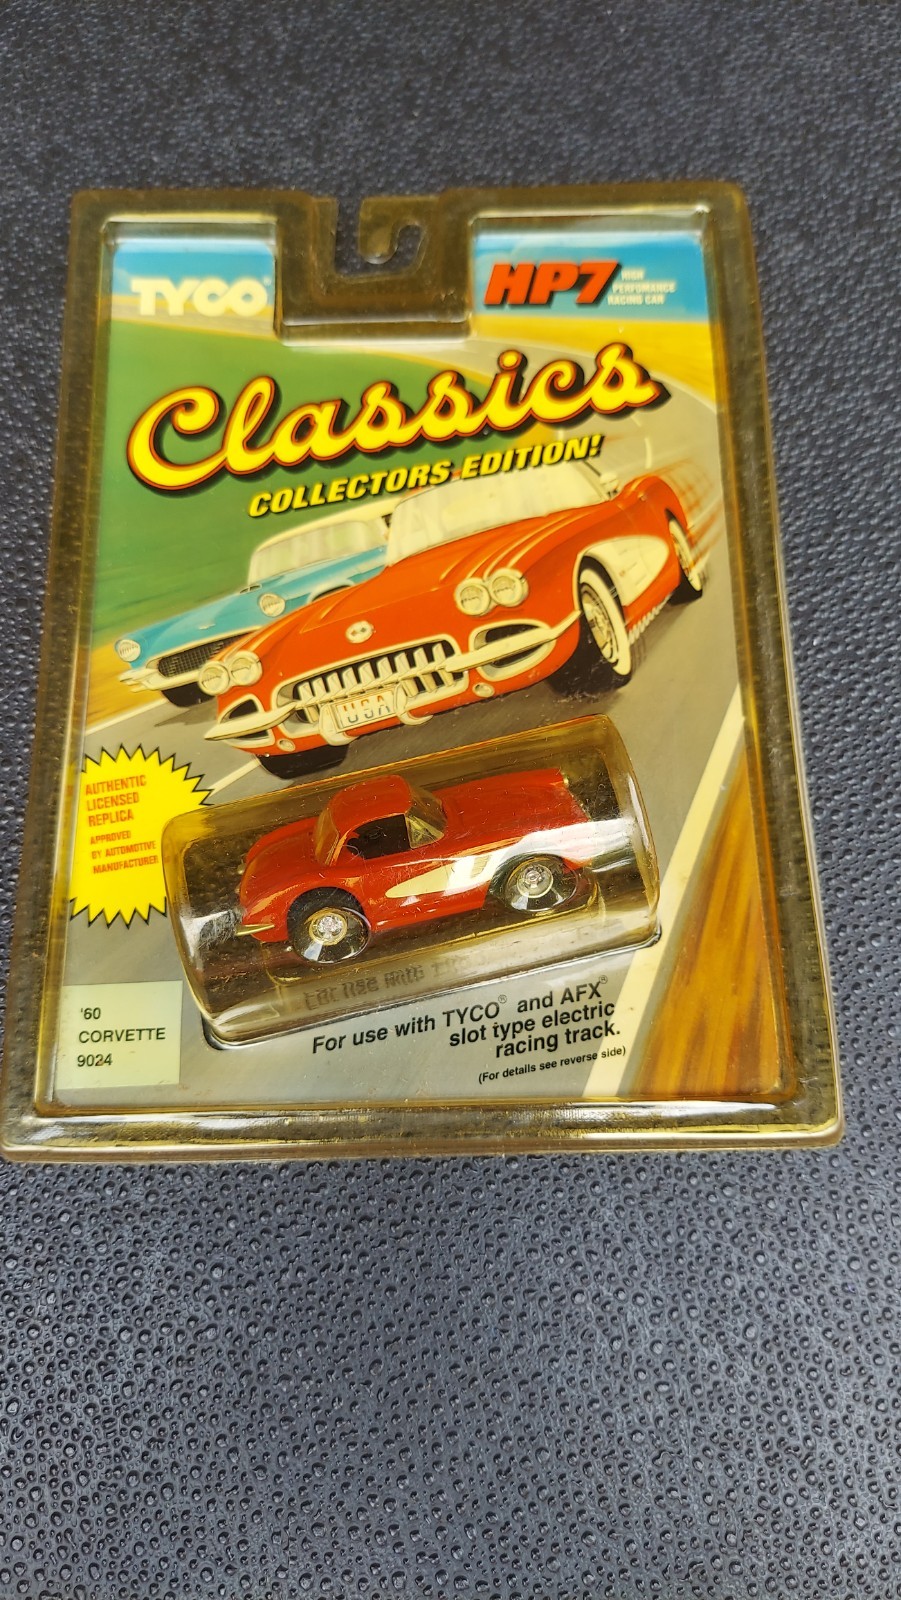 TYCO®
HP7
HIGH
PERFOMANCE
RACING CAR
Classics
COLLECTORS EDITION!
USA
AUTHENTIC
LICENSED
REPLICA
APPROVED
BY AUTOMOTIVE
MANUFACTURER
'60
CORVETTE
9024
For use with TYCO® and AFX®
slot type electric
racing track.
(For details see reverse side)